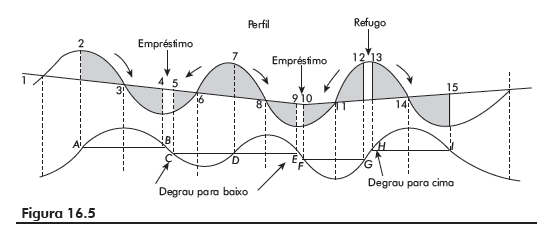 Perfil
Refugo
Empréstimo
Empréstimo
1
2
3
4
5
6
7
8
9
10
11
12
13
14
15
A
B
C
D
E
F
G
H
I
Degrau para baixo
Degrau para cima
Figura 16.5